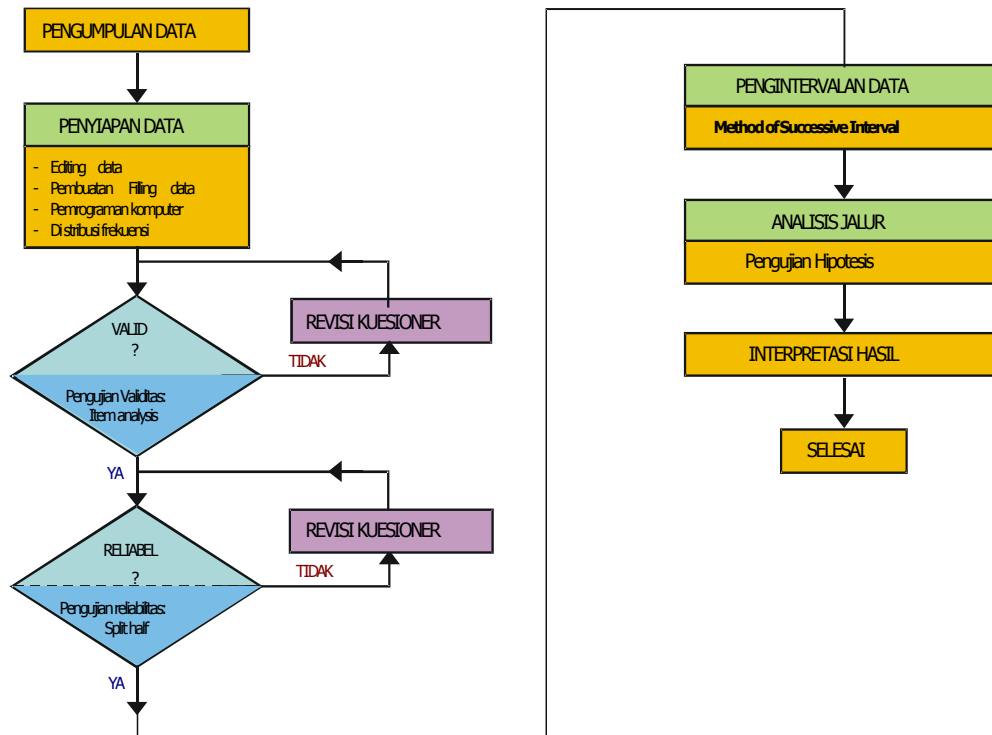 PENGUMPULAN DATA
PENYIAPAN DATA
- Editing data
- Pembuatan Filling data
- Pemrograman komputer
- Distribusi frekuensi
VALID
?
Pengujian Validitas:
Item analysis
TIDAK
REVISI KUESIONER
YA
RELIABEL
?
Pengujian reliabilitas:
Split half
TIDAK
REVISI KUESIONER
YA
PENGINTERVALAN DATA
Method of Successive Interval
ANALISIS JALUR
Pengujian Hipotesis
INTERPRETASI HASIL
SELESAI